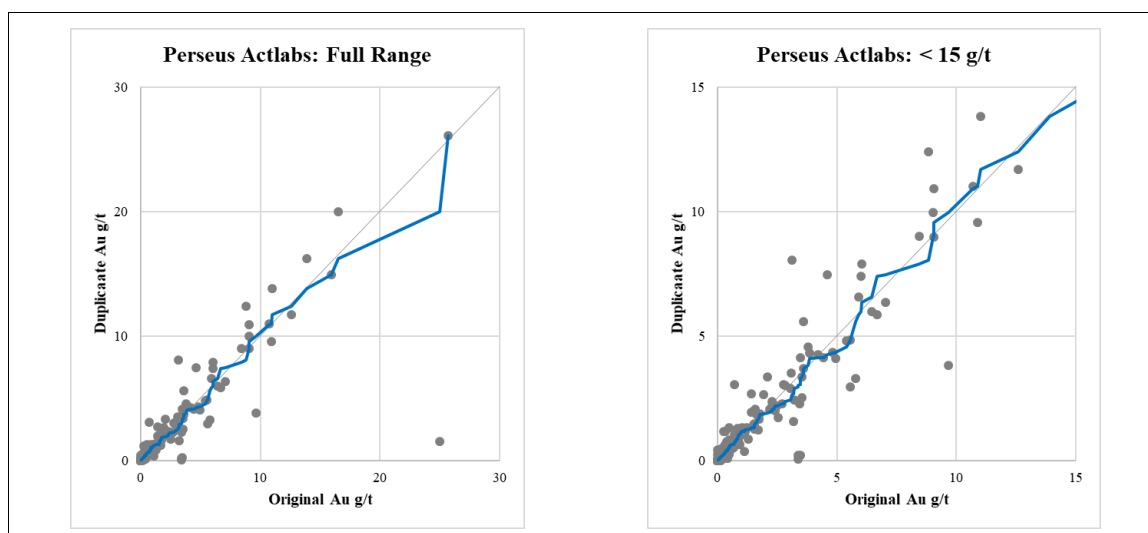 Perseus Actlabs: Full Range
30
20
10
0
0 10 20 30
Duplicaate Au g/t
Original Au g/t
Perseus Actlabs: < 15 g/t
15
10
5
0
0 5 10 15
Duplicaate Au g/t
Original Au g/t